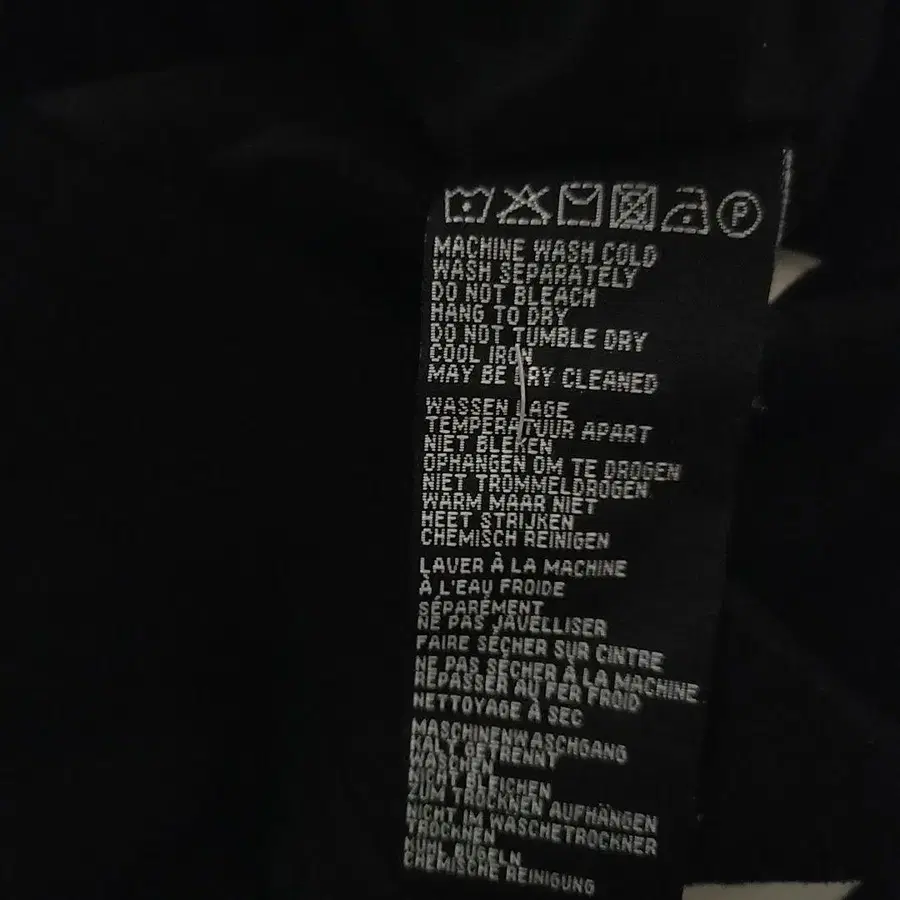 P
MACHINE WASH COLD
WASH SEPARATELY
DO NOT BLEACH
HANG TO DRY
DO NOT TUMBLE DRY
COOL IRON
MAY BE DRY CLEANED
WASSEN LAGE
TEMPERATUUR APART
NIET BLEKEN
OPHANGEN OM TE DROGEN
NIET TROMMELDROGEN
WARM MAAR NIET
HEET STRIJKEN
CHEMISCH REINIGEN
LAVER À LA MACHINE
À L'EAU FROIDE
SÉPARÉMENT
NE PAS JAVELLISER
FAIRE SÉCHER SUR CINTRE
NE PAS SÉCHER À LA MACHINE
REPASSER AU FER FROID
NETTOYAGE À SEC
MASCHINENWASCHGANG
KALT GETRENNT
WASCHEN
NICHT BLEICHEN
ZUM TROCKNEN AUFHÄNGEN
NICHT IM WASCHETROCKNER
TROCKNEN
KÜHL BÜGELN
CHEMISCHE REINIGUNG